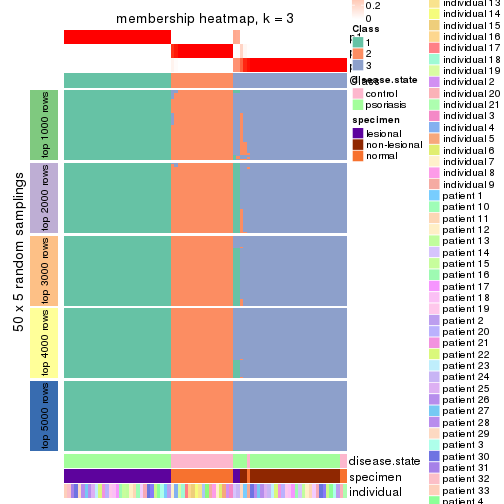 membership heatmap, k = 3
50 x 5 random samplings
top 1000 rows
top 2000 rows
top 3000 rows
top 4000 rows
top 5000 rows
disease.state
specimen
individual
0.2
0
Class
1
2
3
disease.state
control
psoriasis
specimen
lesional
non-lesional
normal
individual 13
individual 14
individual 15
individual 16
individual 17
individual 18
individual 19
individual 2
individual 20
individual 21
individual 3
individual 4
individual 5
individual 6
individual 7
individual 8
individual 9
patient 1
patient 10
patient 11
patient 12
patient 13
patient 14
patient 15
patient 16
patient 17
patient 18
patient 19
patient 2
patient 20
patient 21
patient 22
patient 23
patient 24
patient 25
patient 26
patient 27
patient 28
patient 29
patient 3
patient 30
patient 31
patient 32
patient 33
patient 4